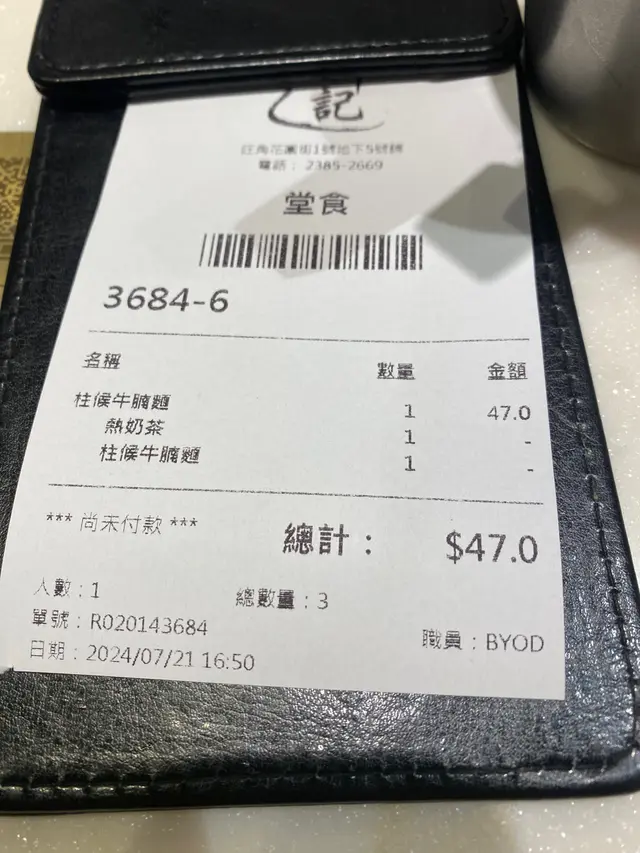 記
旺角花園街1號地下5號舖
電話： 2385-2669
堂食
3684-6
名稱 數量 金額
柱候牛腩麵 1 47.0
熱奶茶 1 -
柱候牛腩麵 1 -
*** 尚未付款 *** 總計： $47.0
人數：1 總數量：3
單號：R020143684 職員：BYOD
日期：2024/07/21 16:50